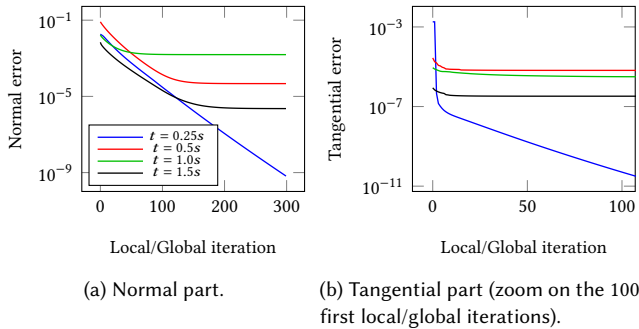 10⁻¹
10⁻⁵
10⁻⁹
Normal error
t = 0.25s
t = 0.5s
t = 1.0s
t = 1.5s
0 100 200 300
Local/Global iteration
(a) Normal part.
10⁻³
10⁻⁷
10⁻¹¹
Tangential error
0 50 100
Local/Global iteration
(b) Tangential part (zoom on the 100
first local/global iterations).